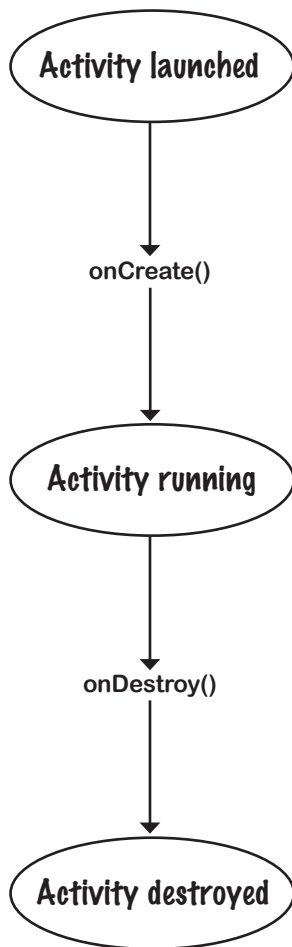 Activity launched
onCreate()
Activity running
onDestroy()
Activity destroyed